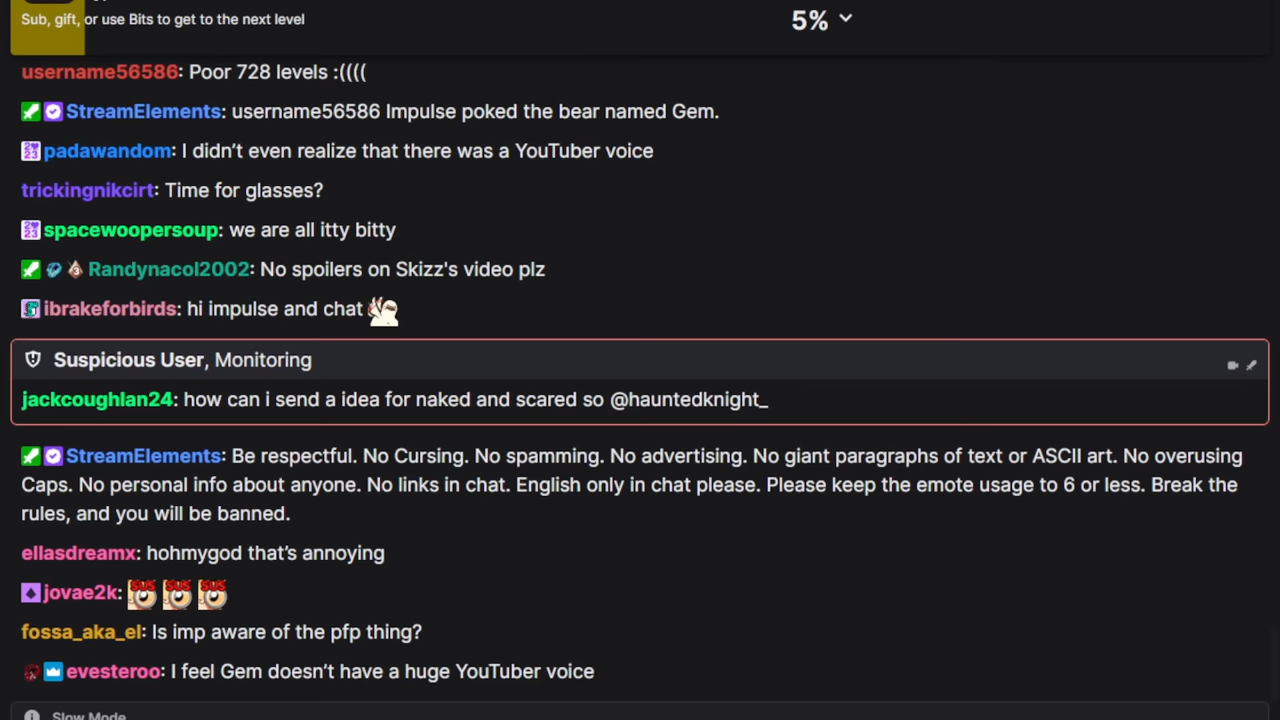 Sub, gift, or use Bits to get to the next level
5%
username56586: Poor 728 levels :((((
StreamElements: username56586 Impulse poked the bear named Gem.
padawandom: I didn't even realize that there was a YouTuber voice
trickingnikcirt: Time for glasses?
spacewoopersoup: we are all itty bitty
Randynacol2002: No spoilers on Skizz's video plz
ibrakeforbirds: hi impulse and chat
Suspicious User, Monitoring
jackcoughlan24: how can i send a idea for naked and scared so @hauntedknight_
StreamElements: Be respectful. No Cursing. No spamming. No advertising. No giant paragraphs of text or ASCII art. No overusing
Caps. No personal info about anyone. No links in chat. English only in chat please. Please keep the emote usage to 6 or less. Break the
rules, and you will be banned.
ellasdreamx: hohmygod that's annoying
jovae2k: SUS SUS SUS
fossa_aka_el: Is imp aware of the pfp thing?
evesteroo: I feel Gem doesn't have a huge YouTuber voice
Slow Mode